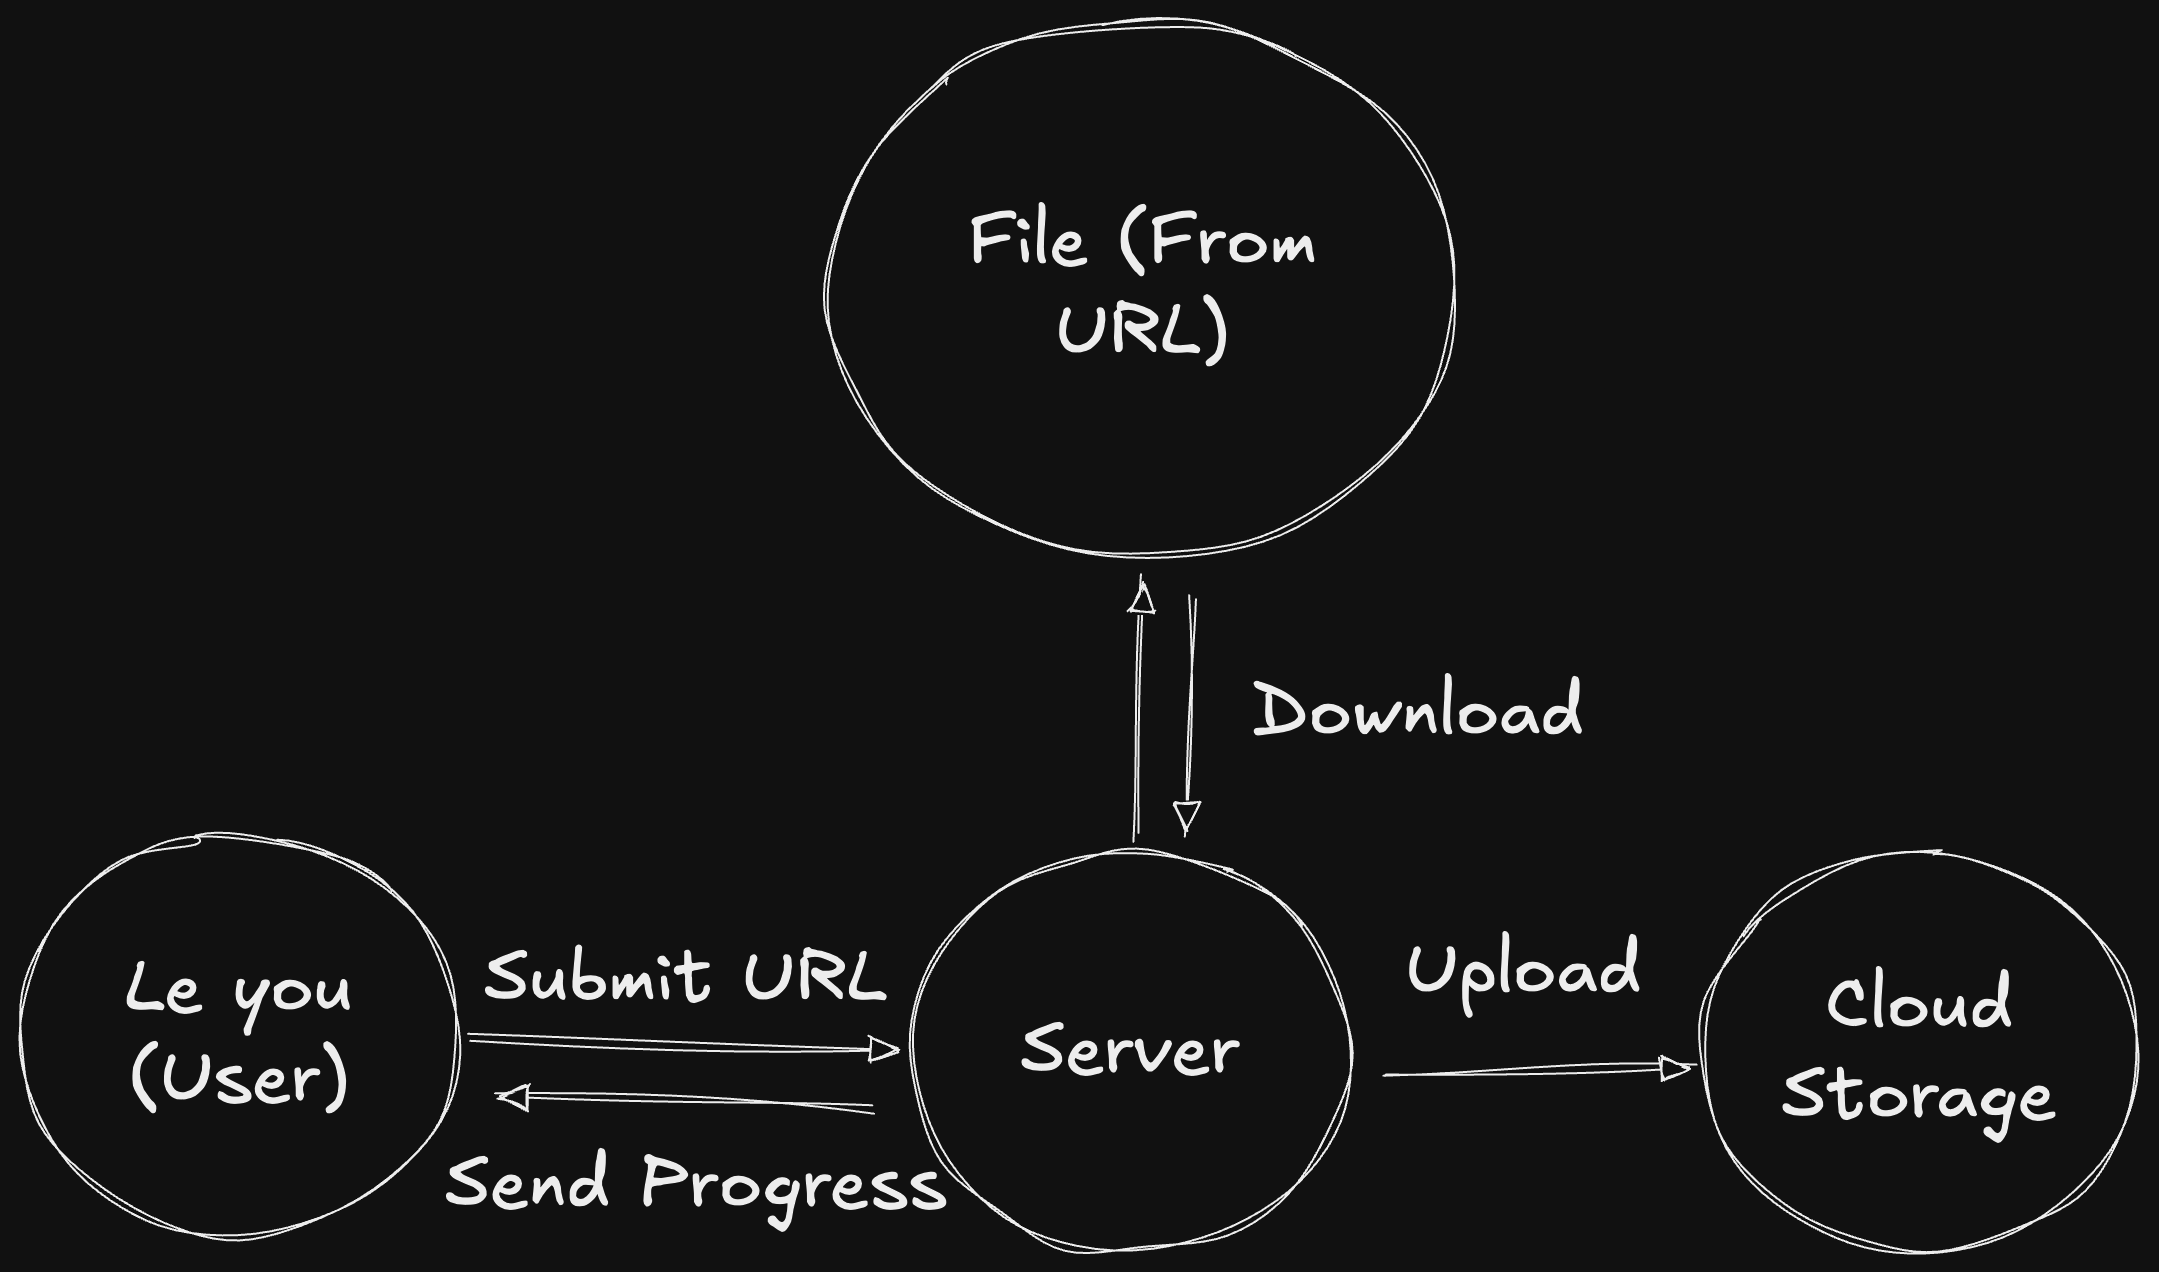 File (From
URL)
Download
Le you
(User)
Submit URL
Send Progress
Server
Upload
Cloud
Storage